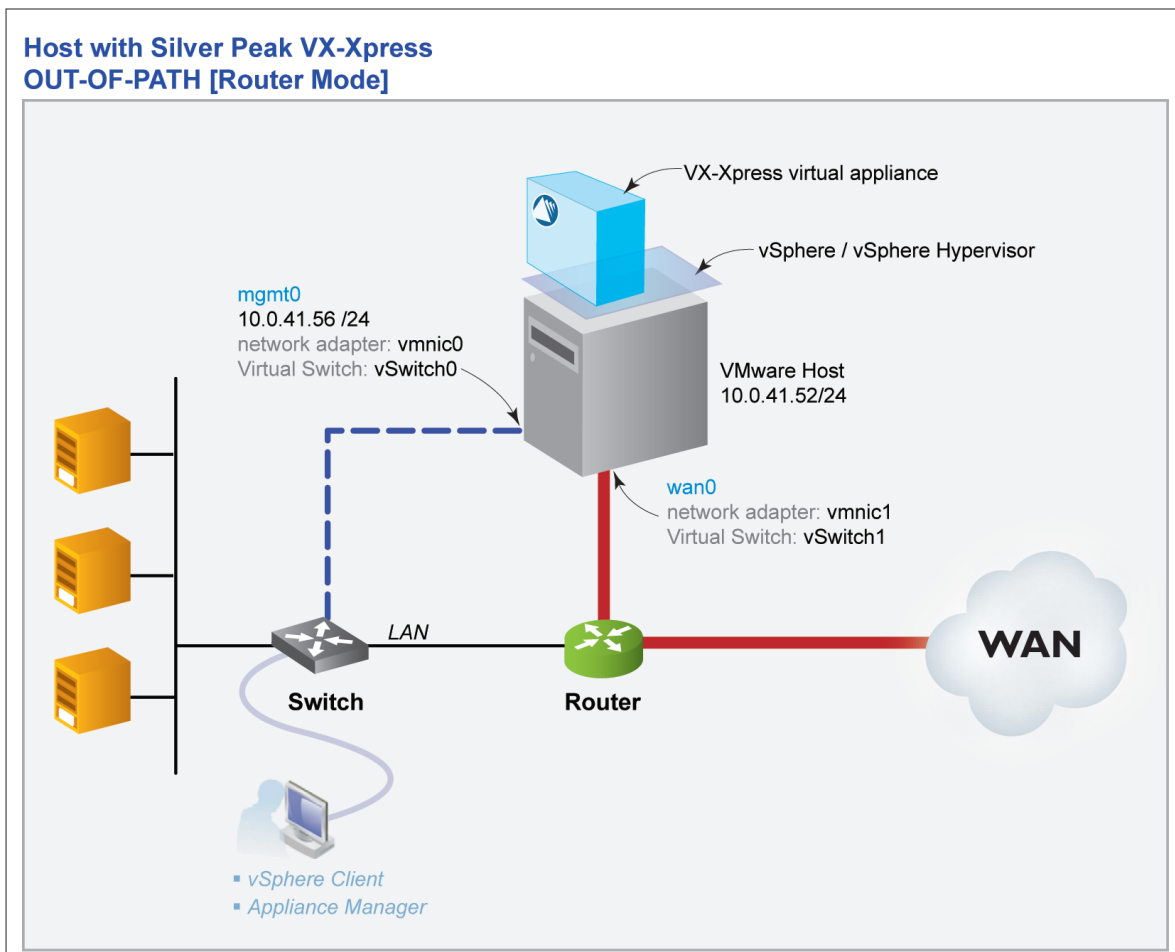 Host with Silver Peak VX-Xpress
OUT-OF-PATH [Router Mode]
VX-Xpress virtual appliance
vSphere / vSphere Hypervisor
mgmt0
10.0.41.56 /24
network adapter: vmnic0
Virtual Switch: vSwitch0
VMware Host
10.0.41.52/24
wan0
network adapter: vmnic1
Virtual Switch: vSwitch1
LAN
WAN
Switch
Router
▪ vSphere Client
▪ Appliance Manager